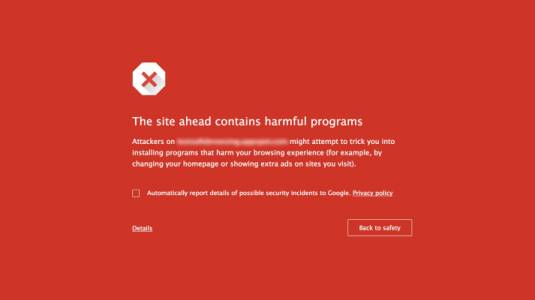 The site ahead contains harmful programs
Attackers on might attempt to trick you into
installing programs that harm your browsing experience (for example, by
changing your homepage or showing extra ads on sites you visit).
Automatically report details of possible security incidents to Google. Privacy policy
Details
Back to safety